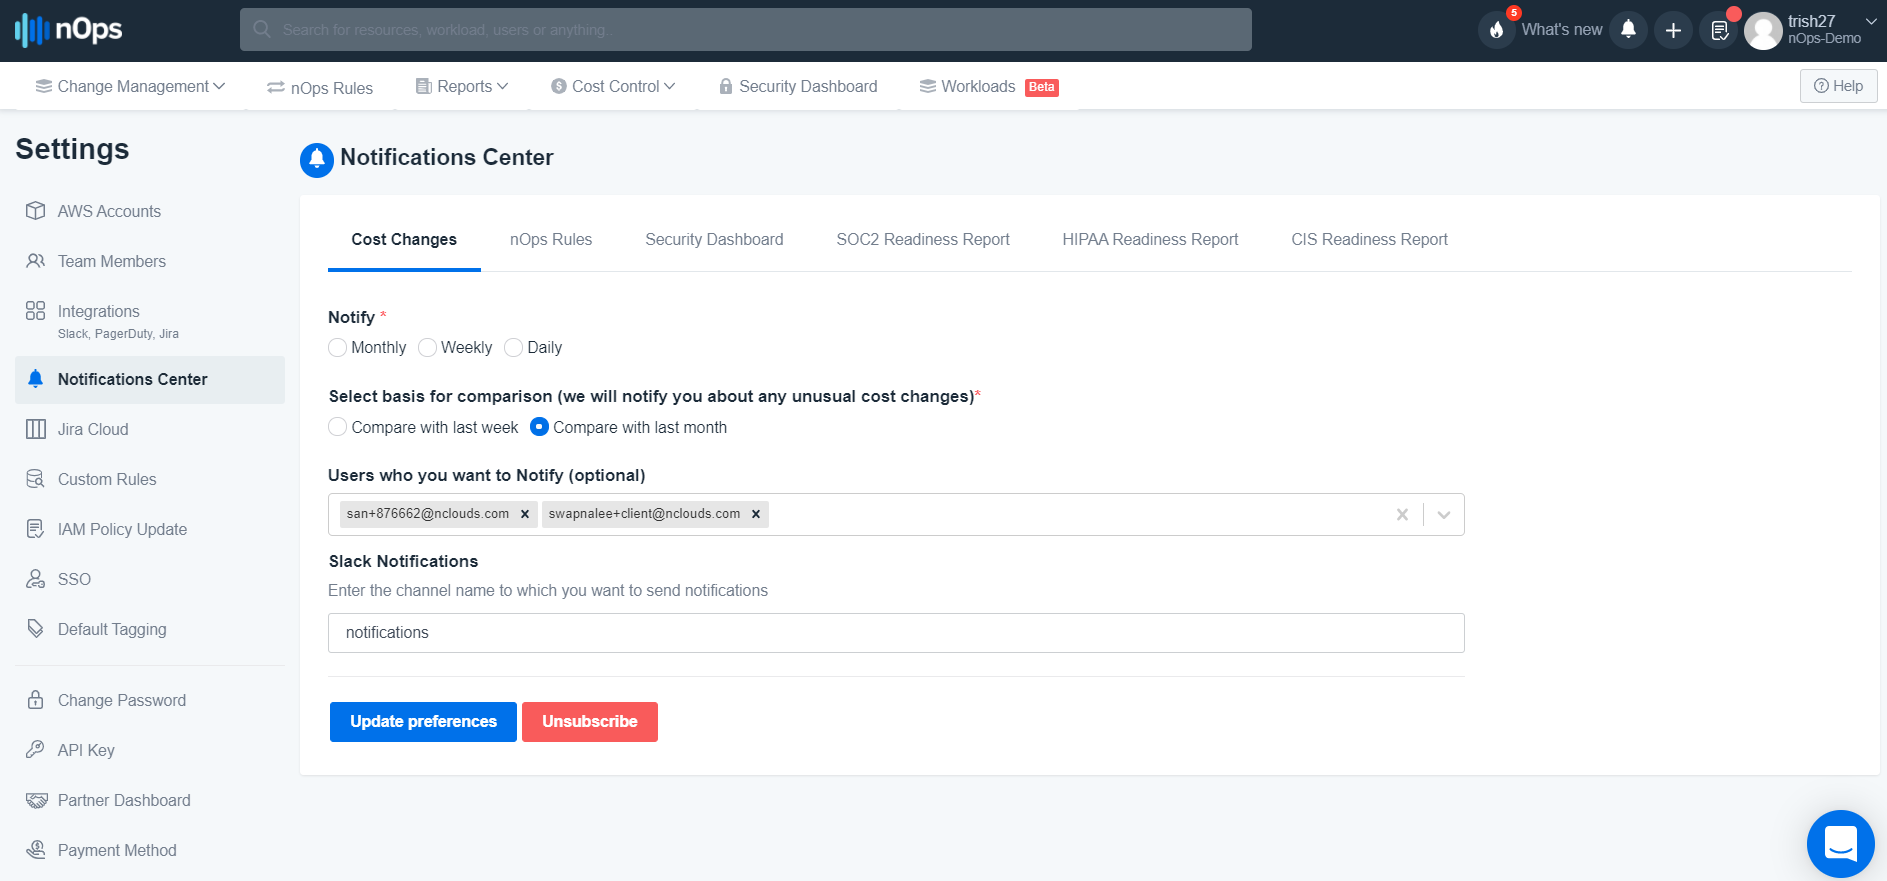 nOps
Search for resources, workload, users or anything..
5
What's new
trish27
nOps-Demo
Change Management
nOps Rules
Reports
Cost Control
Security Dashboard
Workloads Beta
Help
Settings
AWS Accounts
Team Members
Integrations
Slack, PagerDuty, Jira
Notifications Center
Jira Cloud
Custom Rules
IAM Policy Update
SSO
Default Tagging
Change Password
API Key
Partner Dashboard
Payment Method
Notifications Center
Cost Changes
nOps Rules
Security Dashboard
SOC2 Readiness Report
HIPAA Readiness Report
CIS Readiness Report
Notify *
Monthly Weekly Daily
Select basis for comparison (we will notify you about any unusual cost changes)*
Compare with last week Compare with last month
Users who you want to Notify (optional)
san+876662@nclouds.com × swapnalee+client@nclouds.com ×
Slack Notifications
Enter the channel name to which you want to send notifications
notifications
Update preferences Unsubscribe